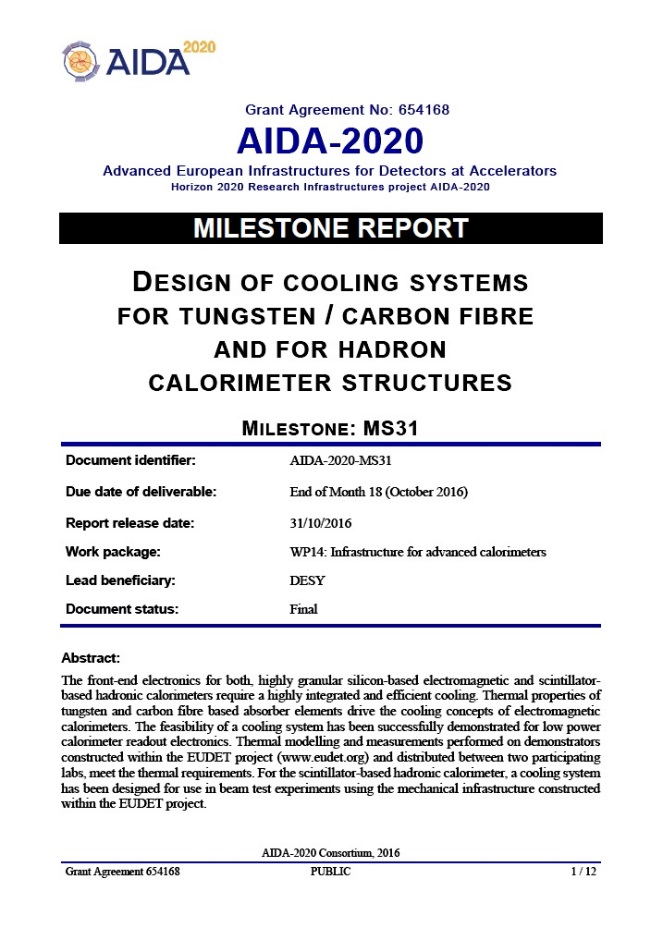 AIDA2020
Grant Agreement No: 654168
AIDA-2020
Advanced European Infrastructures for Detectors at Accelerators
Horizon 2020 Research Infrastructures project AIDA-2020
MILESTONE REPORT
DESIGN OF COOLING SYSTEMS
FOR TUNGSTEN / CARBON FIBRE
AND FOR HADRON
CALORIMETER STRUCTURES
MILESTONE: MS31
Document identifier: AIDA-2020-MS31
Due date of deliverable: End of Month 18 (October 2016)
Report release date: 31/10/2016
Work package: WP14: Infrastructure for advanced calorimeters
Lead beneficiary: DESY
Document status: Final
Abstract:
The front-end electronics for both, highly granular silicon-based electromagnetic and scintillator-
based hadronic calorimeters require a highly integrated and efficient cooling. Thermal properties of
tungsten and carbon fibre based absorber elements drive the cooling concepts of electromagnetic
calorimeters. The feasibility of a cooling system has been successfully demonstrated for low power
calorimeter readout electronics. Thermal modelling and measurements performed on demonstrators
constructed within the EUDET project (www.eudet.org) and distributed between two participating
labs, meet the thermal requirements. For the scintillator-based hadronic calorimeter, a cooling system
has been designed for use in beam test experiments using the mechanical infrastructure constructed
within the EUDET project.
AIDA-2020 Consortium, 2016
Grant Agreement 654168 PUBLIC 1 / 12